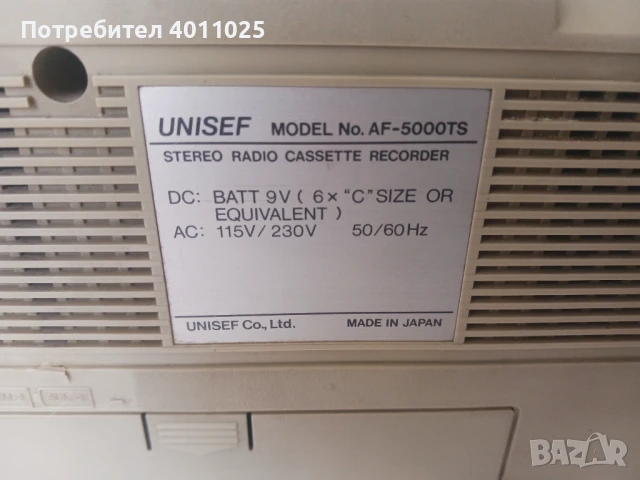 Потребител 4011025
UNISEF MODEL No. AF-5000TS
STEREO RADIO CASSETTE RECORDER
DC: BATT 9V ( 6× "C" SIZE OR
EQUIVALENT )
AC: 115V/230V 50/60Hz
UNISEF Co., Ltd. MADE IN JAPAN
BAZAR